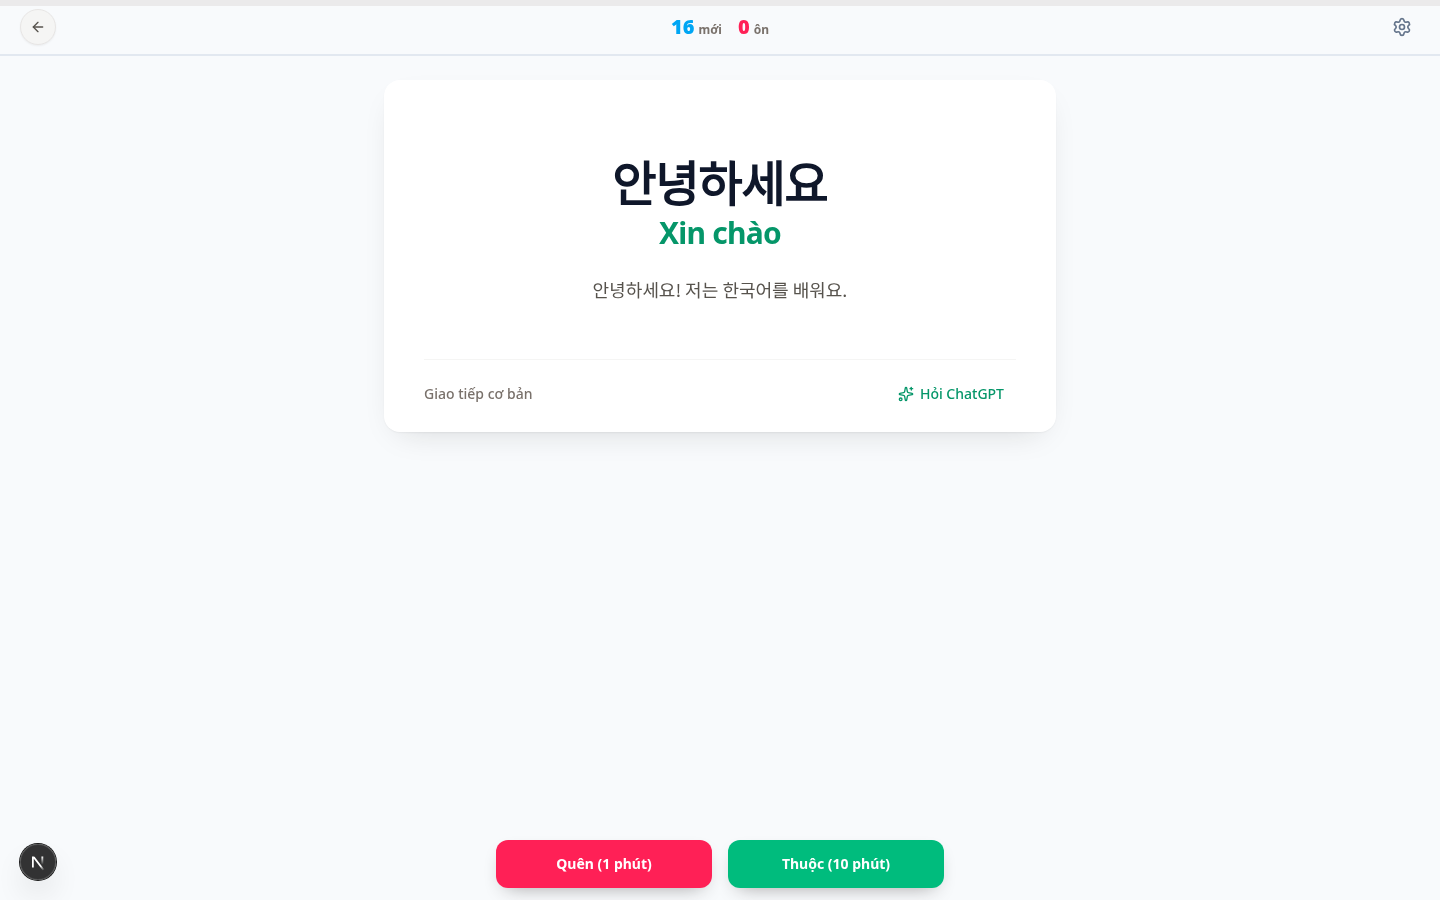 16 mới 0 ôn
안녕하세요
Xin chào
안녕하세요! 저는 한국어를 배워요.
Giao tiếp cơ bản
Hỏi ChatGPT
Quên (1 phút)
Thuộc (10 phút)
N